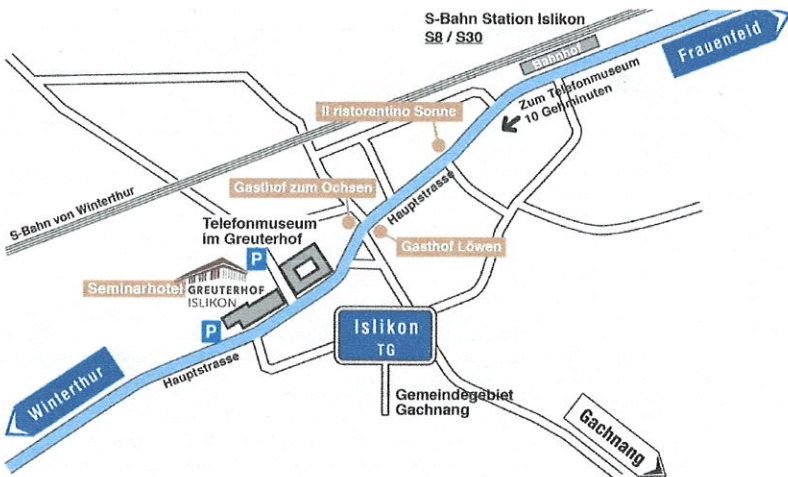 S-Bahn Station Islikon
S8 / S30
Bahnhof
Frauenfeld
Zum Telefonmuseum
10 Gehminuten
Il ristorentino Sonne
Hauptstrasse
Gasthof zum Ochsen
S-Bahn von Winterthur
Telefonmuseum
im Greuterhof
Gasthof Löwen
P
Seminarhotel
GREUTERHOF
ISLIKON
P
Islikon
TG
Hauptstrasse
Winterthur
Gemeindegebiet
Gachnang
Gachnang